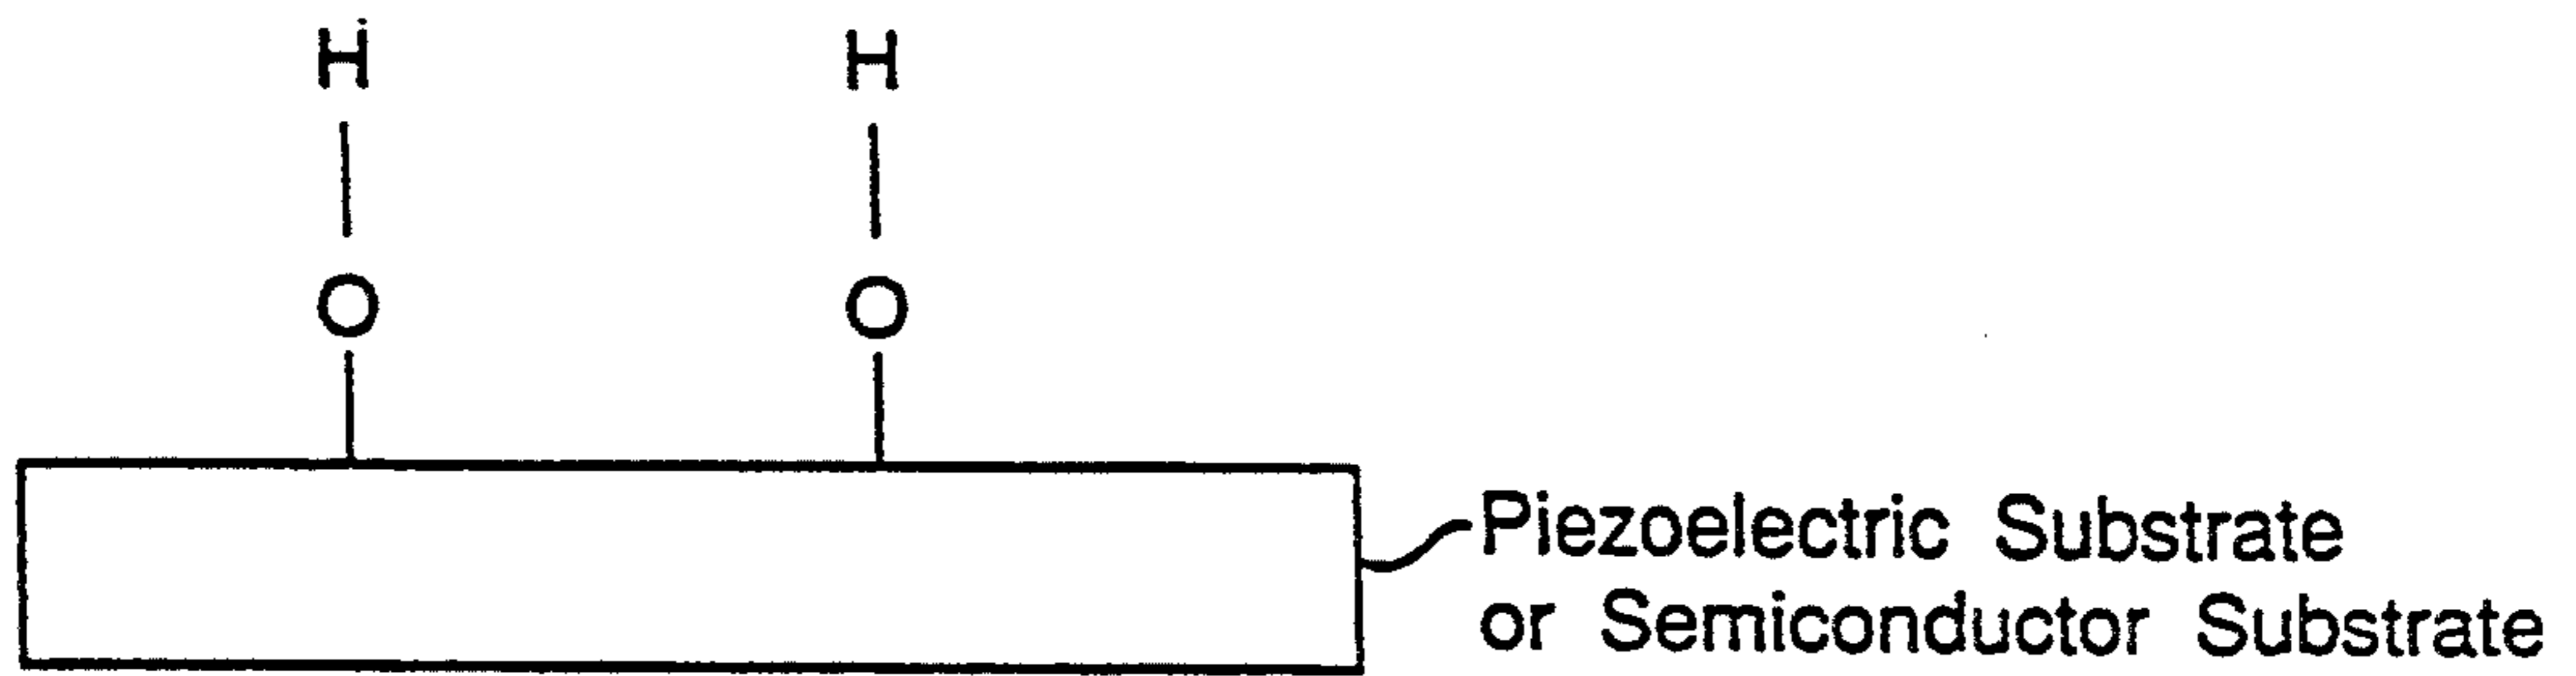 H H
O O
Piezoelectric Substrate
or Semiconductor Substrate